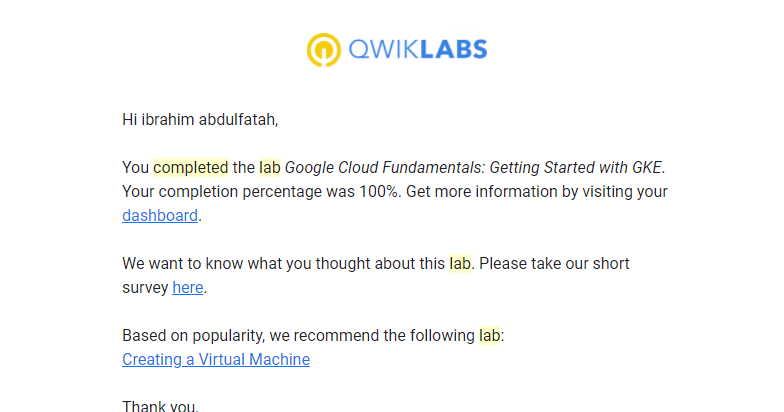 QWIKLABS
Hi ibrahim abdulfatah,
You completed the lab Google Cloud Fundamentals: Getting Started with GKE.
Your completion percentage was 100%. Get more information by visiting your
dashboard.
We want to know what you thought about this lab. Please take our short
survey here.
Based on popularity, we recommend the following lab:
Creating a Virtual Machine
Thank you,